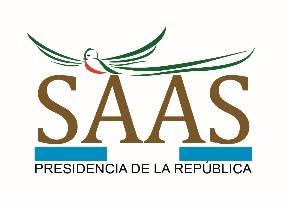 SAAS
PRESIDENCIA DE LA REPÚBLICA